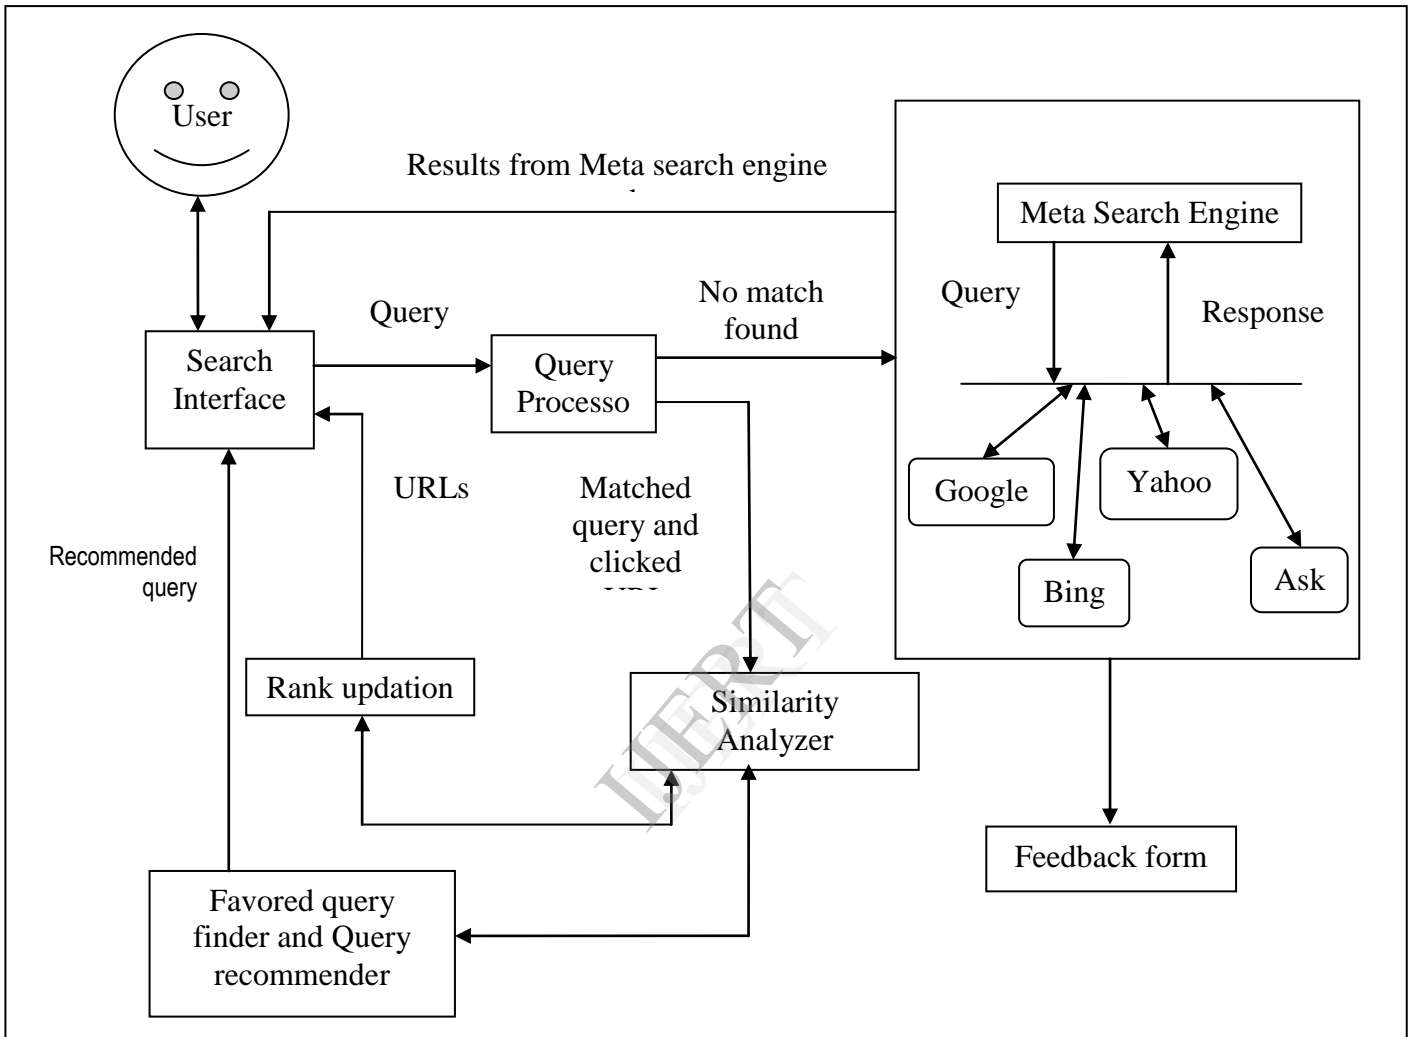 User
Results from Meta search engine
Meta Search Engine
Query
Response
No match
found
Query
Search
Interface
Query
Processo
Google
Yahoo
Bing
Ask
URLs
Matched
query and
clicked
Recommended
query
Rank updation
Similarity
Analyzer
IJERT
Feedback form
Favored query
finder and Query
recommender